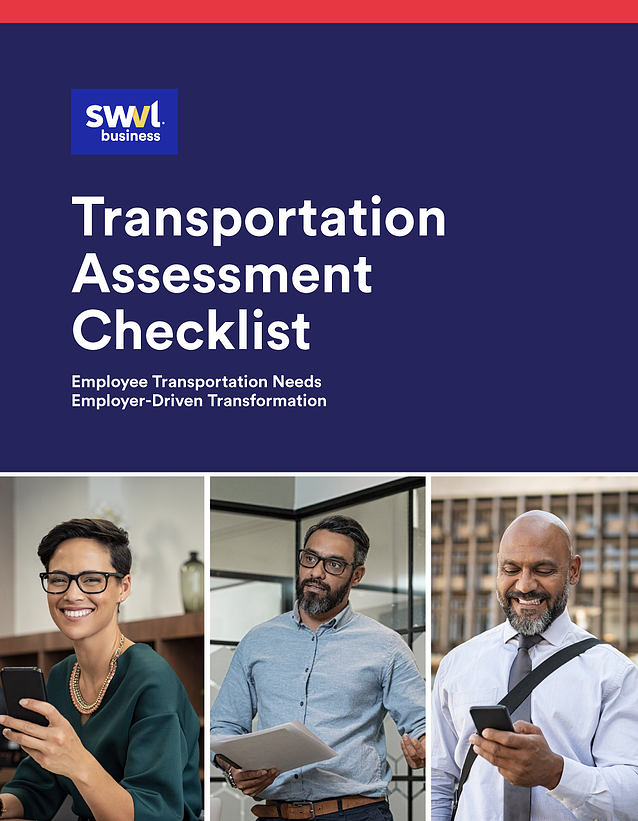 swvl.
business
Transportation
Assessment
Checklist
Employee Transportation Needs
Employer-Driven Transformation